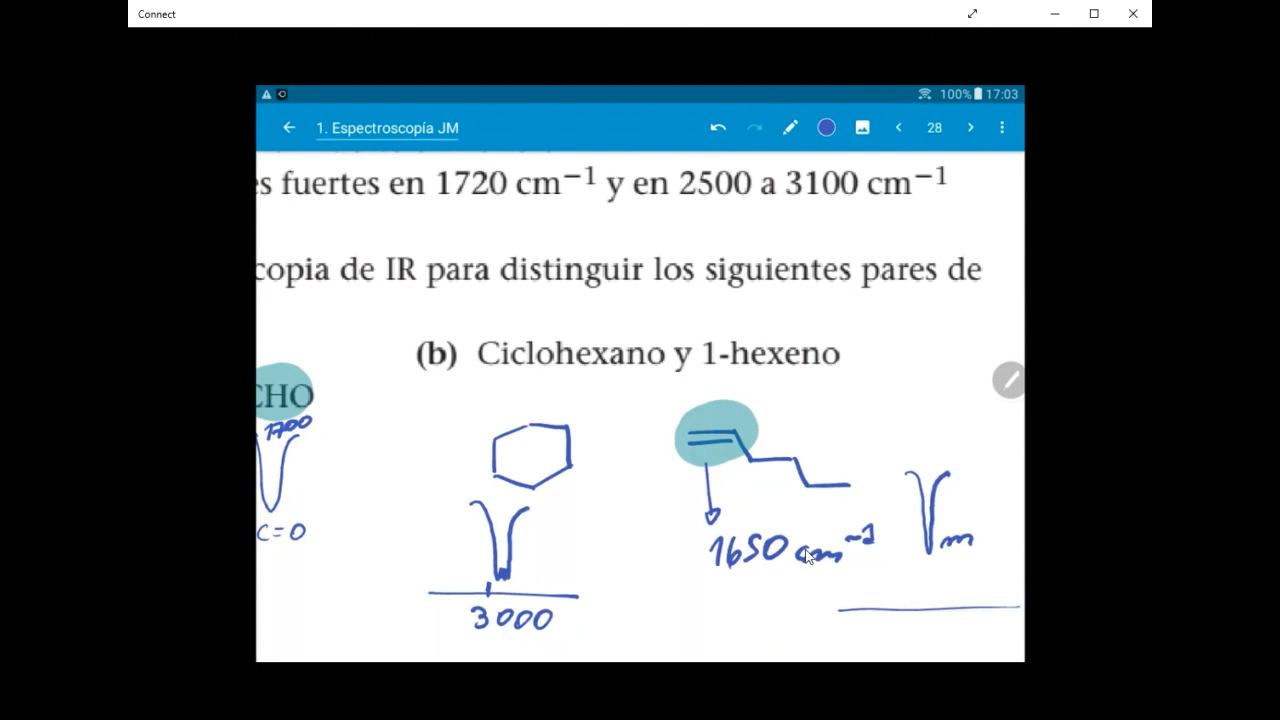 Connect
100% 17:03
1. Espectroscopía JM
28
es fuertes en 1720 cm−1 y en 2500 a 3100 cm−1
copia de IR para distinguir los siguientes pares de
(b) Ciclohexano y 1-hexeno
CHO
1700
C=O
3000
1650 cm-1
m